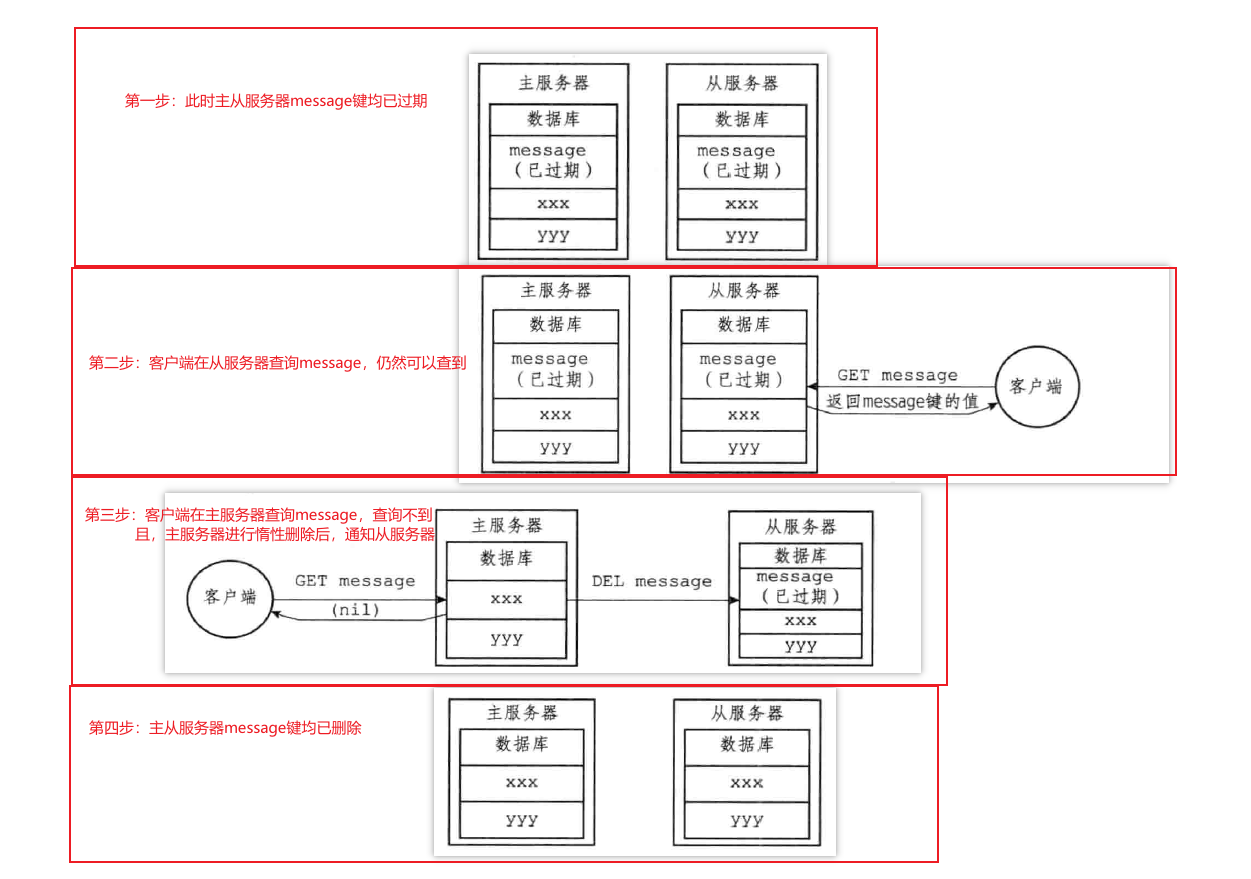 第一步：此时主从服务器message键均已过期
主服务器
数据库
message
（已过期）
xxx
yyy
从服务器
数据库
message
（已过期）
xxx
yyy
第二步：客户端在从服务器查询message，仍然可以查到
主服务器
数据库
message
（已过期）
xxx
yyy
从服务器
数据库
message
（已过期）
xxx
yyy
GET message
返回message键的值
客户端
第三步：客户端在主服务器查询message，查询不到
且，主服务器进行惰性删除后，通知从服务器
客户端
GET message
(nil)
主服务器
数据库
xxx
yyy
DEL message
从服务器
数据库
message
（已过期）
xxx
yyy
第四步：主从服务器message键均已删除
主服务器
数据库
xxx
yyy
从服务器
数据库
xxx
yyy